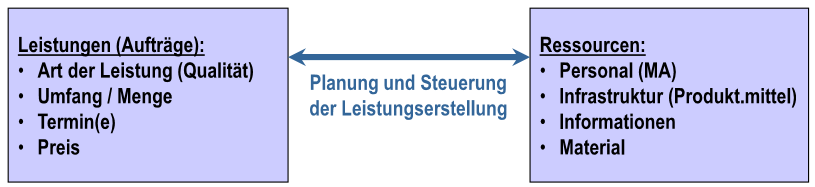 Leistungen (Aufträge):
• Art der Leistung (Qualität)
• Umfang / Menge
• Termin(e)
• Preis
Planung und Steuerung
der Leistungserstellung
Ressourcen:
• Personal (MA)
• Infrastruktur (Produkt.mittel)
• Informationen
• Material